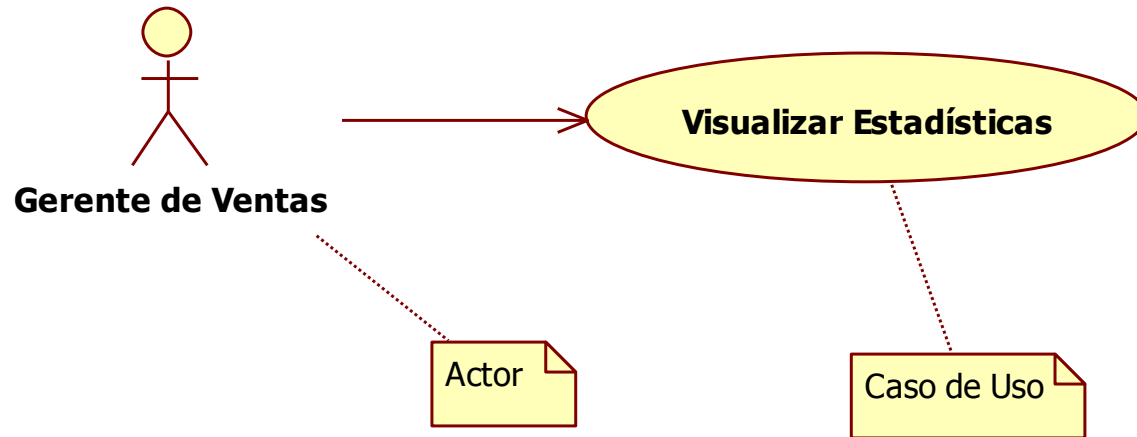 Visualizar Estadísticas
Gerente de Ventas
Actor
Caso de Uso